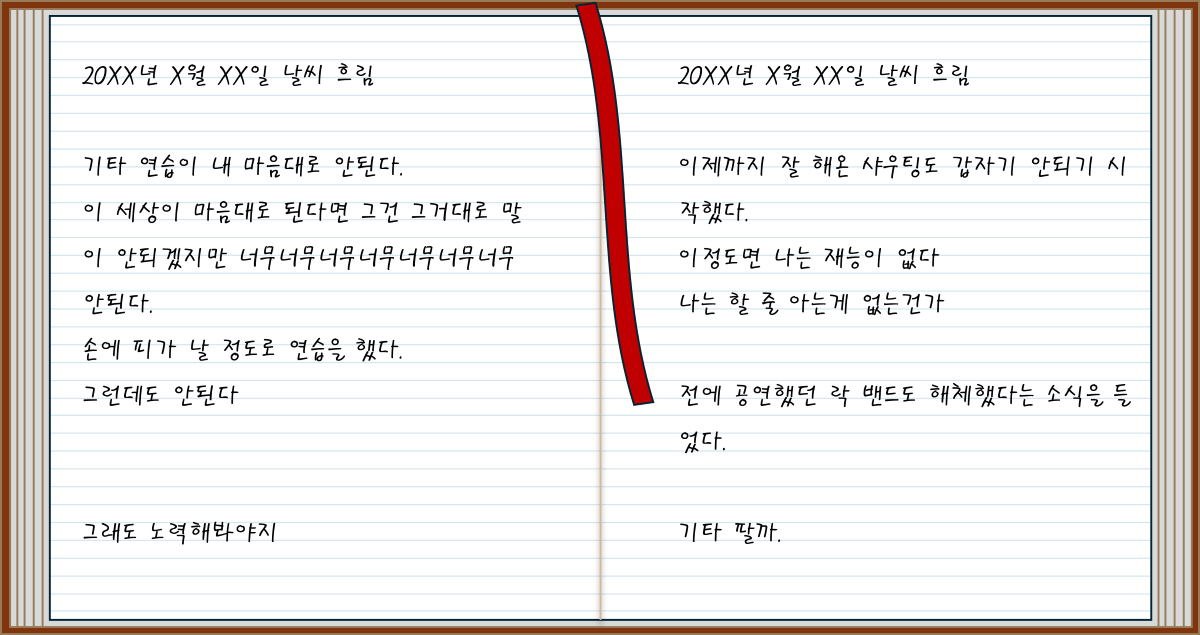 20XX년 X월 XX일 날씨 흐림
기타 연습이 내 마음대로 안된다.
이 세상이 마음대로 된다면 그건 그거대로 말
이 안되겠지만 너무너무너무너무너무너무너무
안된다.
손에 피가 날 정도로 연습을 했다.
그런데도 안된다
그래도 노력해봐야지
20XX년 X월 XX일 날씨 흐림
이제까지 잘 해온 샤우팅도 갑자기 안되기 시
작했다.
이정도면 나는 재능이 없다
나는 할 줄 아는게 없는건가
전에 공연했던 락 밴드도 해체했다는 소식을 들
었다.
기타 팔까.